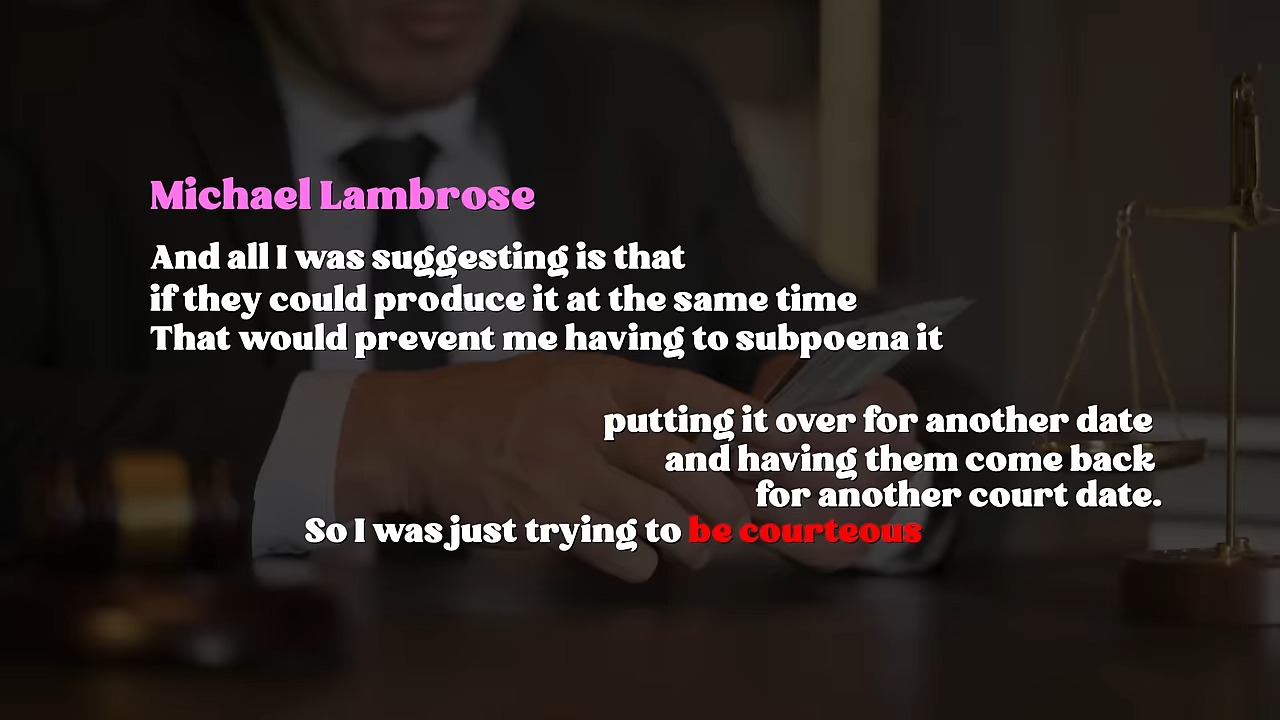 Michael Lambrose
And all I was suggesting is that
if they could produce it at the same time
That would prevent me having to subpoena it
putting it over for another date
and having them come back
for another court date.
So I was just trying to be courteous